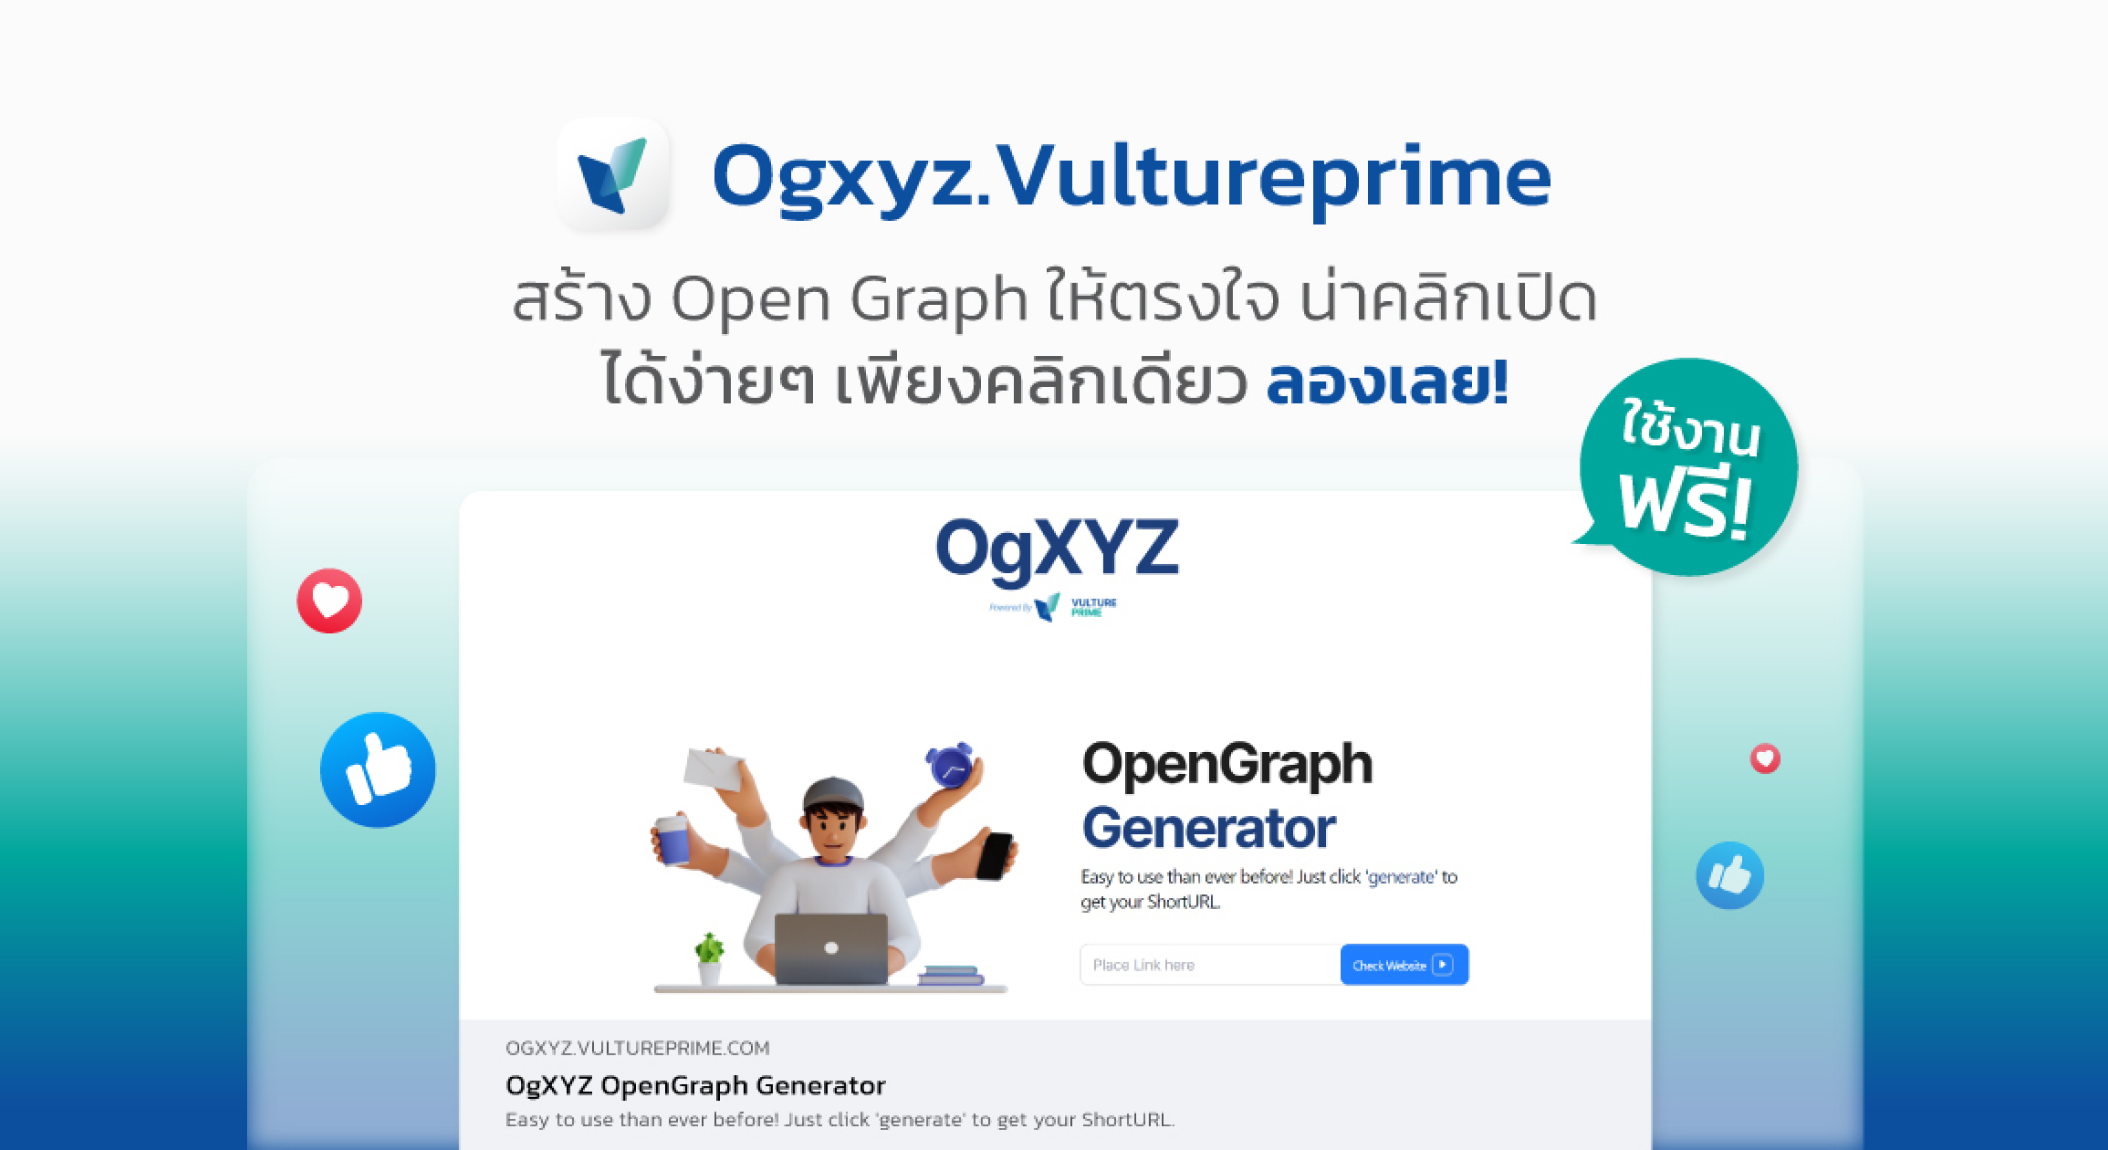 Ogxyz.Vultureprime
สร้าง Open Graph ให้ตรงใจ น่าคลิกเปิด
ได้ง่ายๆ เพียงคลิกเดียว ลองเลย!
ใช้งาน
ฟรี!
OgXYZ
Powered By VULTURE
PRIME
OpenGraph
Generator
Easy to use than ever before! Just click 'generate' to
get your ShortURL.
Place Link here
Check Website
OGXYZ.VULTUREPRIME.COM
OgXYZ OpenGraph Generator
Easy to use than ever before! Just click 'generate' to get your ShortURL.